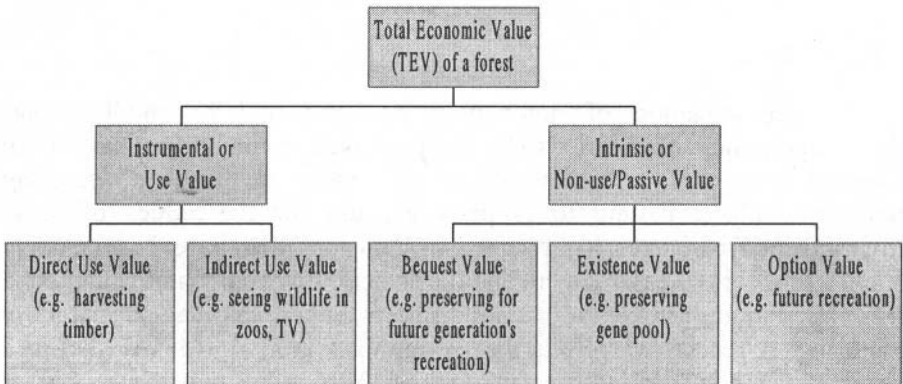 Total Economic Value
(TEV) of a forest
Instrumental or
Use Value
Intrinsic or
Non-use/Passive Value
Direct Use Value
(e.g. harvesting
timber)
Indirect Use Value
(e.g. seeing wildlife in
zoos, TV)
Bequest Value
(e.g. preserving for
future generation's
recreation)
Existence Value
(e.g. preserving
gene pool)
Option Value
(e.g. future recreation)